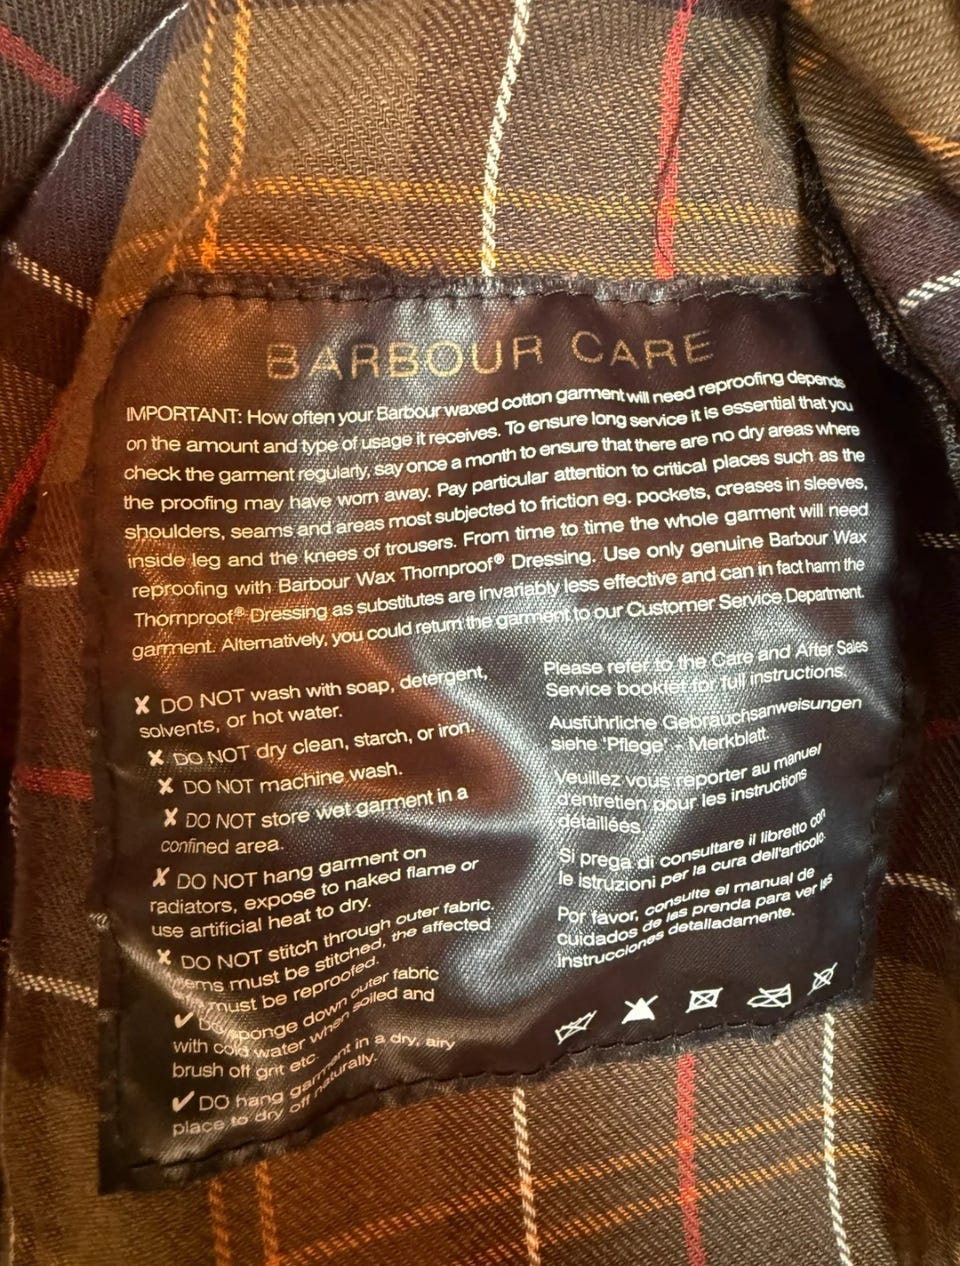 BARBOUR CARE
IMPORTANT: How often your Barbour waxed cotton garment will need reproofing depends
on the amount and type of usage it receives. To ensure long service it is essential that you
check the garment regularly, say once a month to ensure that there are no dry areas where
the proofing may have worn away. Pay particular attention to critical places such as the
shoulders, seams and areas most subjected to friction eg. pockets, creases in sleeves,
inside leg and the knees of trousers. From time to time the whole garment will need
reproofing with Barbour Wax Thornproof® Dressing. Use only genuine Barbour Wax
Thornproof® Dressing as substitutes are invariably less effective and can in fact harm the
garment. Alternatively, you could return the garment to our Customer Service Department.
✘ DO NOT wash with soap, detergent,
solvents, or hot water.
✘ DO NOT dry clean, starch, or iron.
✘ DO NOT machine wash.
✘ DO NOT store wet garment in a
confined area.
✘ DO NOT hang garment on
radiators, expose to naked flame or
use artificial heat to dry.
✘ DO NOT stitch through outer fabric.
must be stitched, the affected
must be reproofed.
✔ DO sponge down outer fabric
with cold water when soiled and
brush off grit etc.
✔ DO hang garment in a dry, airy
place to dry off naturally.
Please refer to the Care and After Sales
Service booklet for full instructions.
Ausfuhrliche Gebrauchsanweisungen
siehe 'Pflege' - Merkblatt.
Veuillez vous reporter au manuel
d'entretien pour les instructions
détaillées.
Si prega di consultare il libretto con
le istruzioni per la cura dell'articolo.
Por favor, consulte el manual de
cuidados de las prenda para ver las
instrucciones detalladamente.